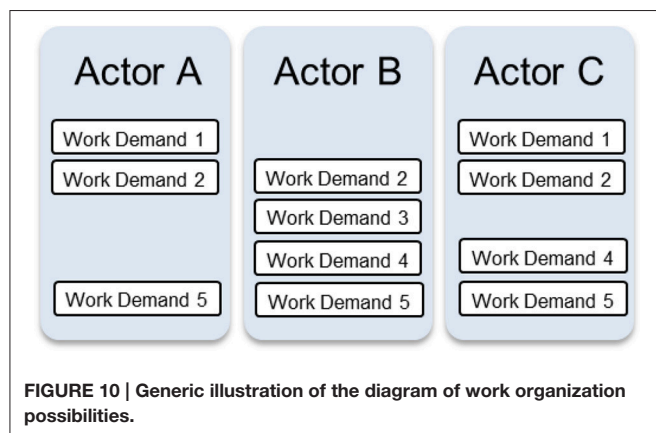 Actor A
Work Demand 1
Work Demand 2
Work Demand 5
Actor B
Work Demand 2
Work Demand 3
Work Demand 4
Work Demand 5
Actor C
Work Demand 1
Work Demand 2
Work Demand 4
Work Demand 5
FIGURE 10 | Generic illustration of the diagram of work organization
possibilities.